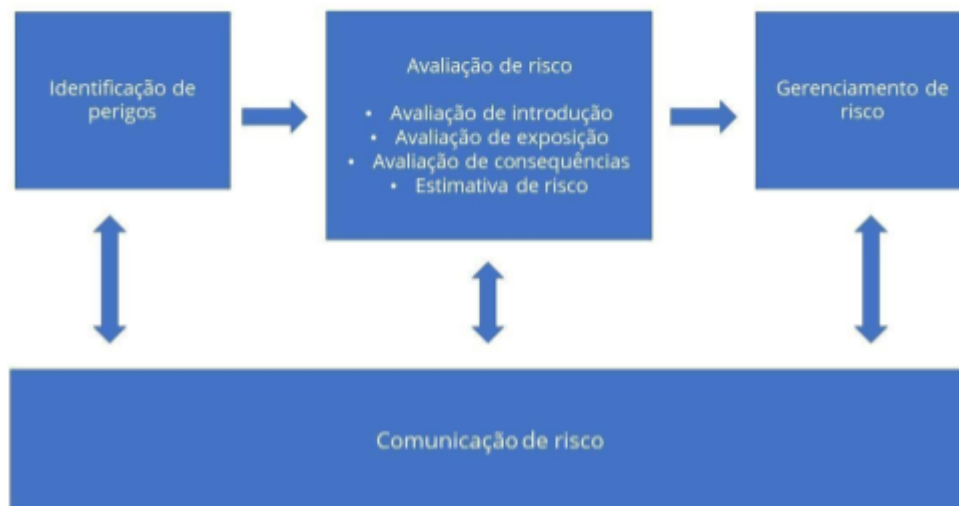 Identificação de
perigos
Avaliação de risco
• Avaliação de introdução
• Avaliação de exposição
• Avaliação de consequências
• Estimativa de risco
Gerenciamento de
risco
Comunicação de risco